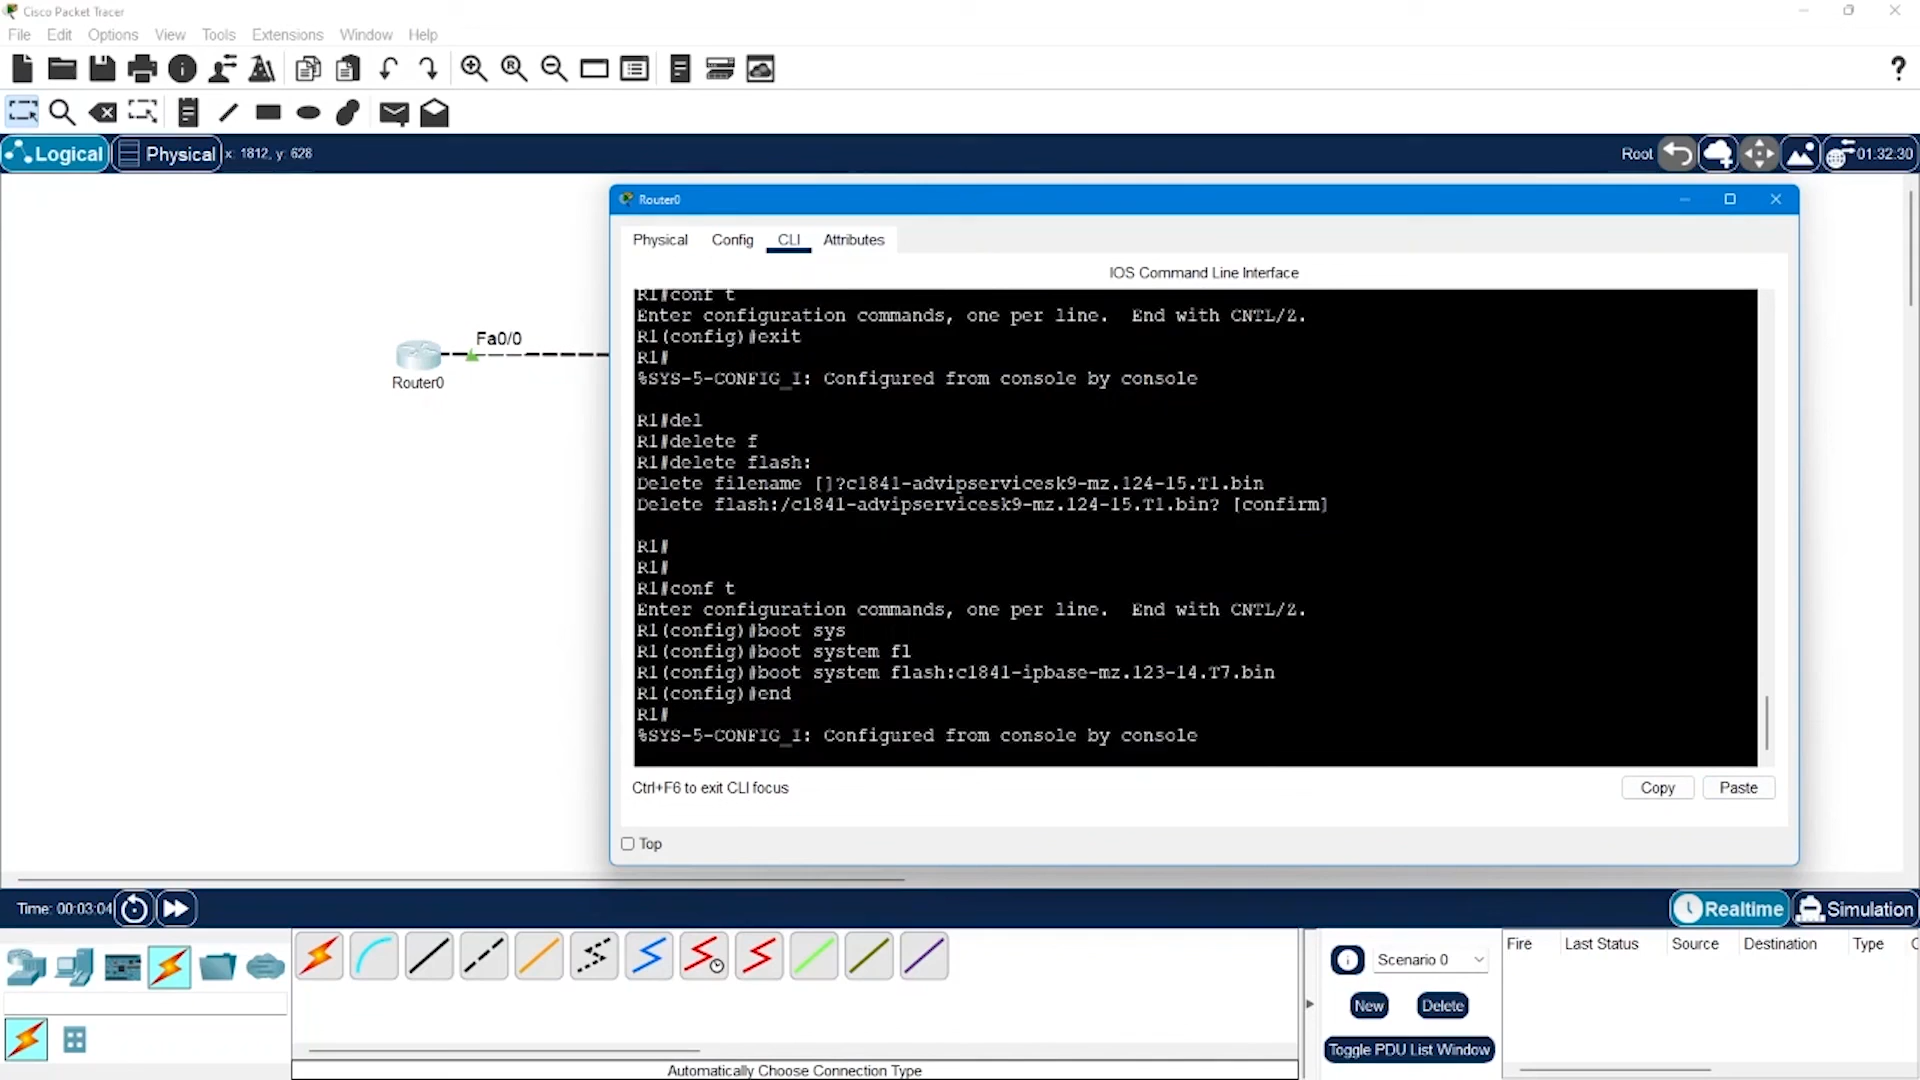 Cisco Packet Tracer
File Edit Options View Tools Extensions Window Help
?
Logical Physical x: 1812, y: 628 Root 01:32:30
Router0
Physical Config CLI Attributes
IOS Command Line Interface
R1#conf t
Enter configuration commands, one per line.  End with CNTL/Z.
R1(config)#exit
R1#
%SYS-5-CONFIG_I: Configured from console by console
R1#del
R1#delete f
R1#delete flash:
Delete filename []?c1841-advipservicesk9-mz.124-15.T1.bin
Delete flash:/c1841-advipservicesk9-mz.124-15.T1.bin? [confirm]
R1#
R1#
R1#conf t
Enter configuration commands, one per line.  End with CNTL/Z.
R1(config)#boot sys
R1(config)#boot system fl
R1(config)#boot system flash:c1841-ipbase-mz.123-14.T7.bin
R1(config)#end
R1#
%SYS-5-CONFIG_I: Configured from console by console
Ctrl+F6 to exit CLI focus
Copy Paste
Top
Fa0/0
Router0
Time: 00:03:04 Realtime Simulation
Scenario 0
New Delete
Toggle PDU List Window
Fire Last Status Source Destination Type
Automatically Choose Connection Type